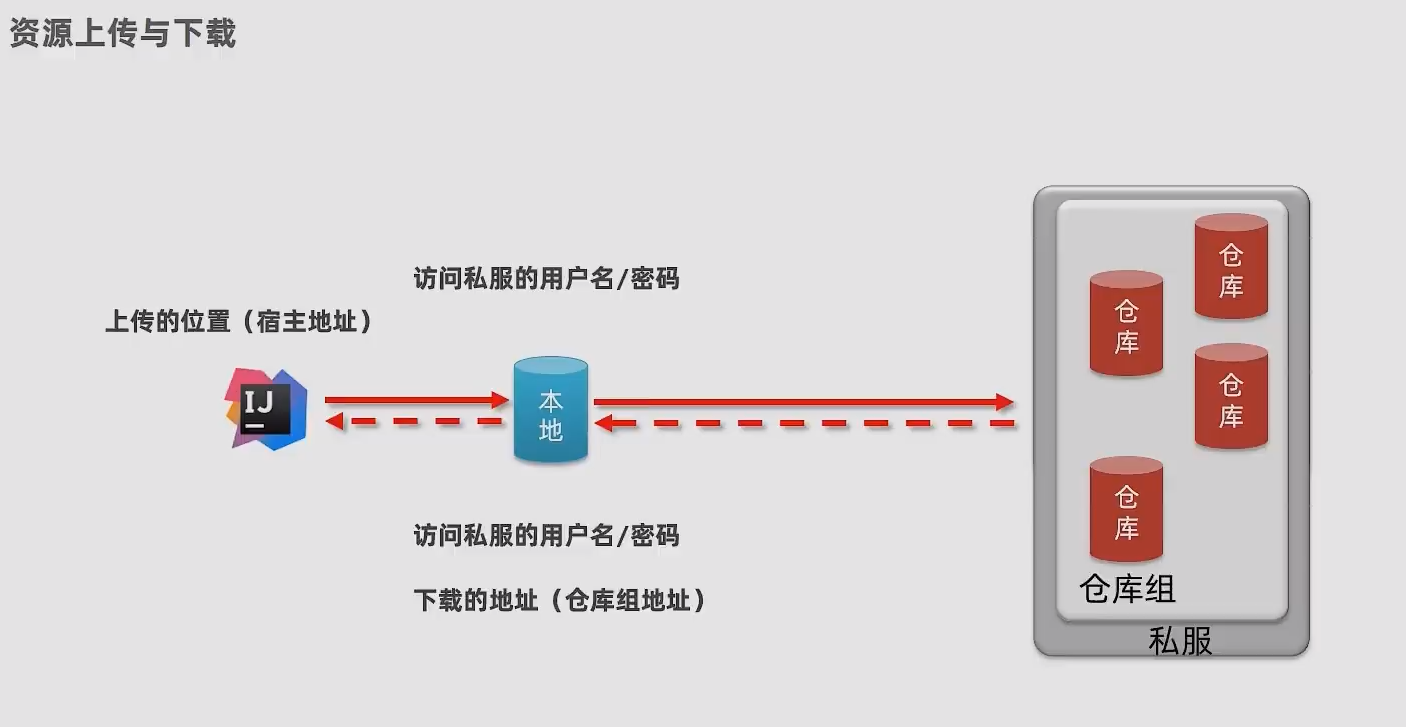 资源上传与下载
访问私服的用户名/密码
上传的位置（宿主地址）
IJ
本地
仓库
仓库
仓库
仓库
访问私服的用户名/密码
下载的地址（仓库组地址）
仓库组
私服